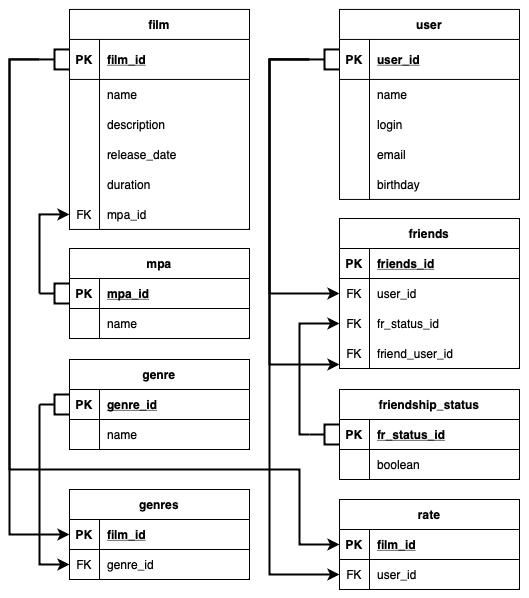 film
PK film_id
name
description
release_date
duration
FK mpa_id
mpa
PK mpa_id
name
genre
PK genre_id
name
genres
PK film_id
FK genre_id
user
PK user_id
name
login
email
birthday
friends
PK friends_id
FK user_id
FK fr_status_id
FK friend_user_id
friendship_status
PK fr_status_id
boolean
rate
PK film_id
FK user_id